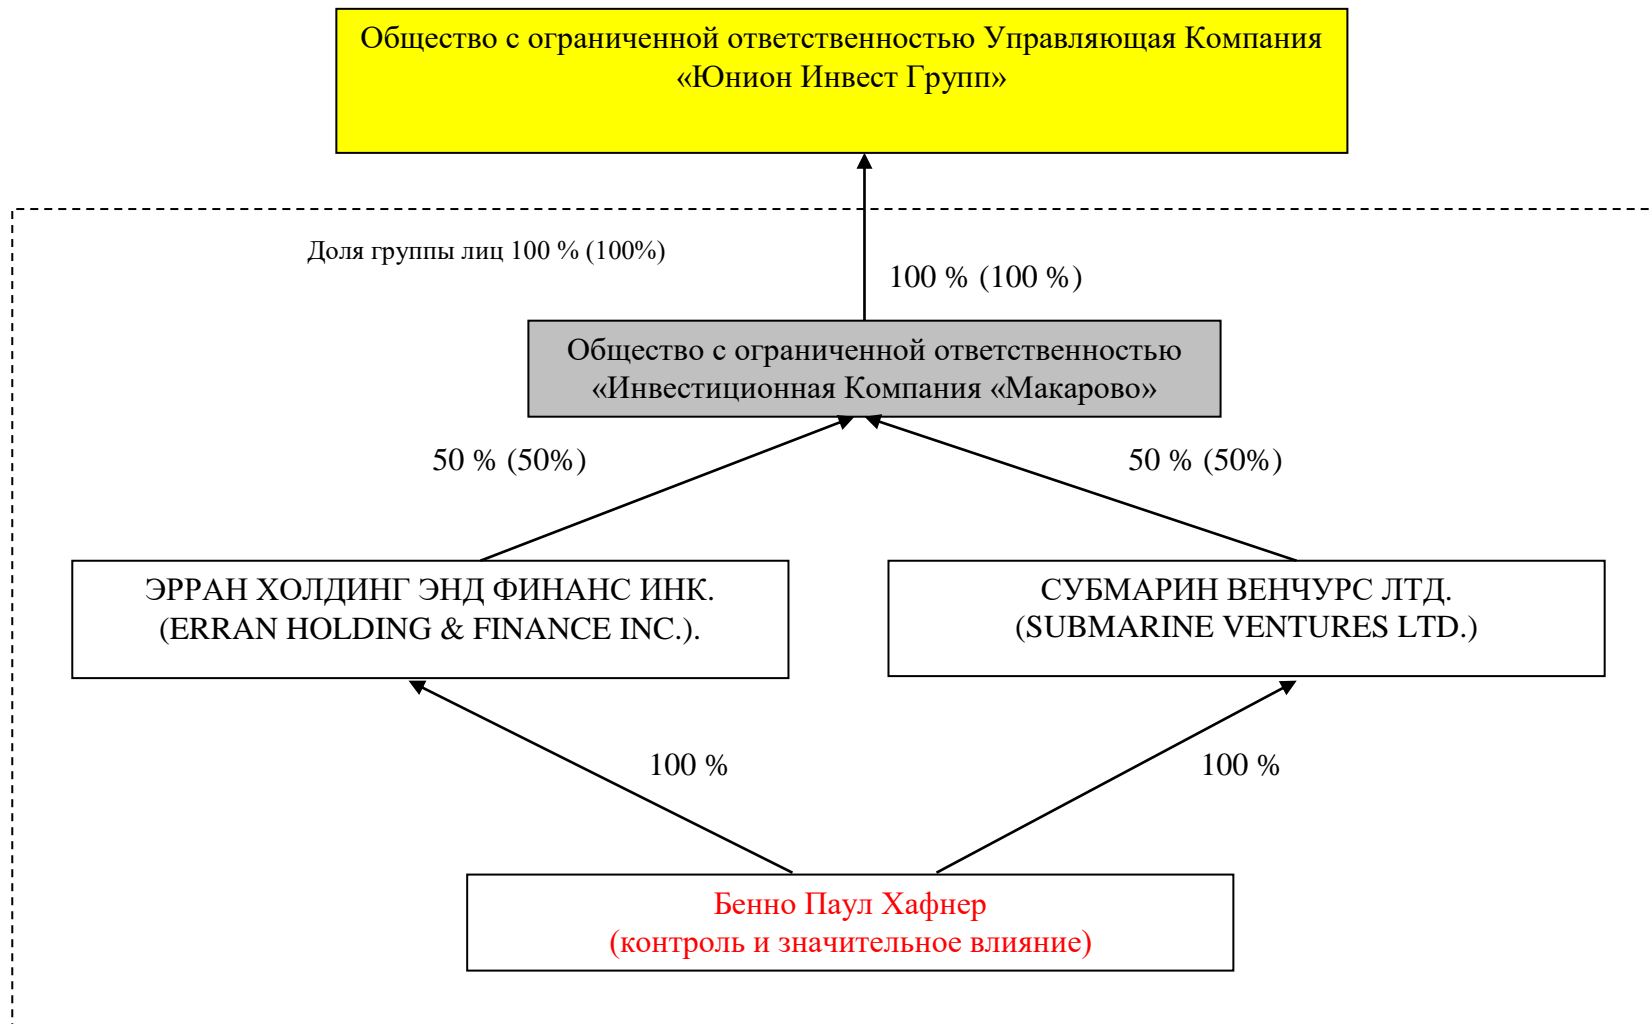 Общество с ограниченной ответственностью Управляющая Компания
«Юнион Инвест Групп»
Доля группы лиц 100 % (100%)
100 % (100 %)
Общество с ограниченной ответственностью
«Инвестиционная Компания «Макарово»
50 % (50%)
50 % (50%)
ЭРРАН ХОЛДИНГ ЭНД ФИНАНС ИНК.
(ERRAN HOLDING & FINANCE INC.).
СУБМАРИН ВЕНЧУРС ЛТД.
(SUBMARINE VENTURES LTD.)
100 %
100 %
Бенно Паул Хафнер
(контроль и значительное влияние)